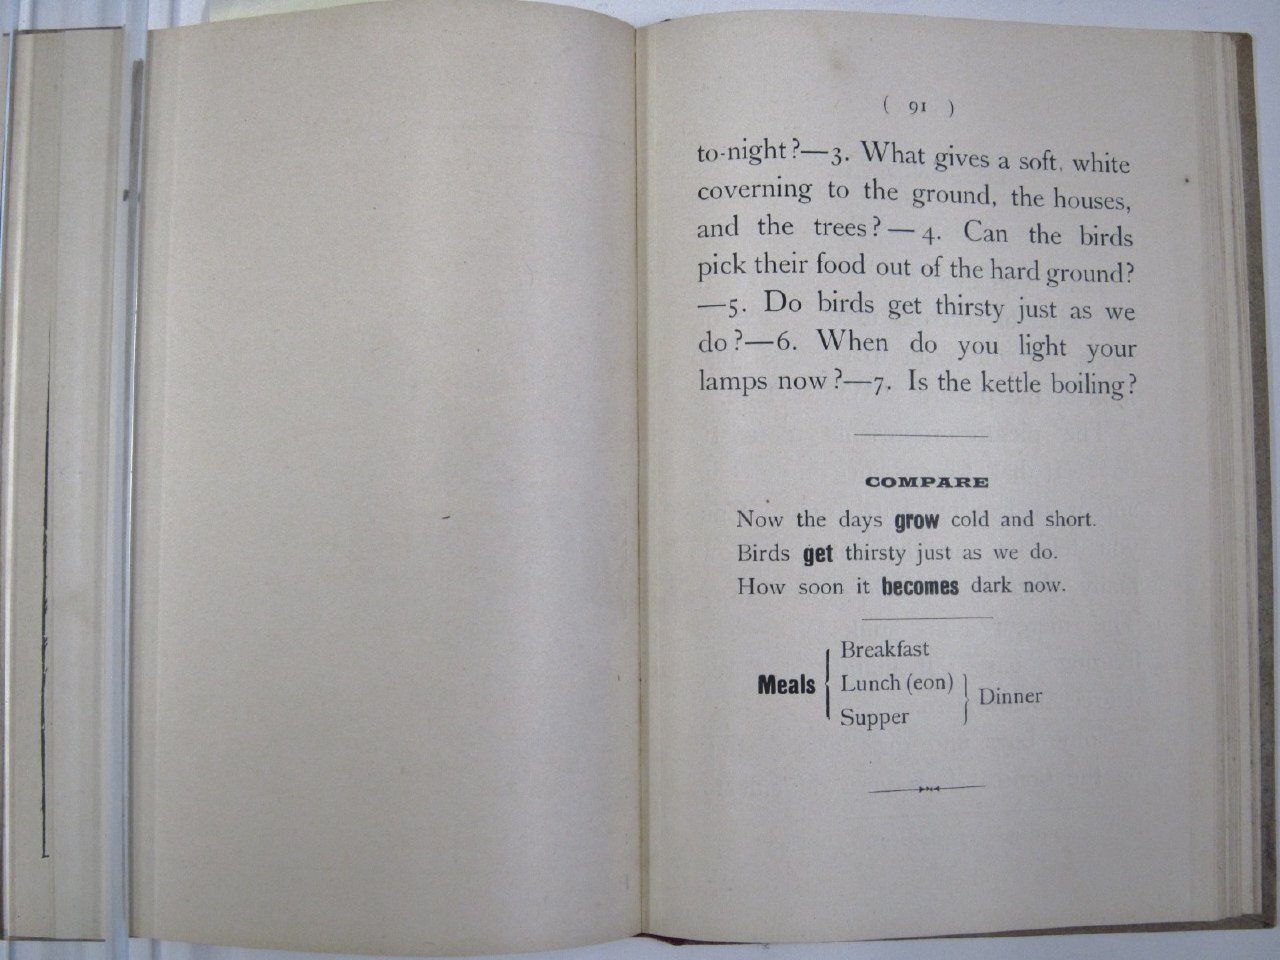 ( 91 )
to-night?—3. What gives a soft, white
coverning to the ground, the houses,
and the trees?—4. Can the birds
pick their food out of the hard ground?
—5. Do birds get thirsty just as we
do?—6. When do you light your
lamps now?—7. Is the kettle boiling?
COMPARE
Now the days grow cold and short.
Birds get thirsty just as we do.
How soon it becomes dark now.
Breakfast
Meals { Lunch (eon) } Dinner
Supper